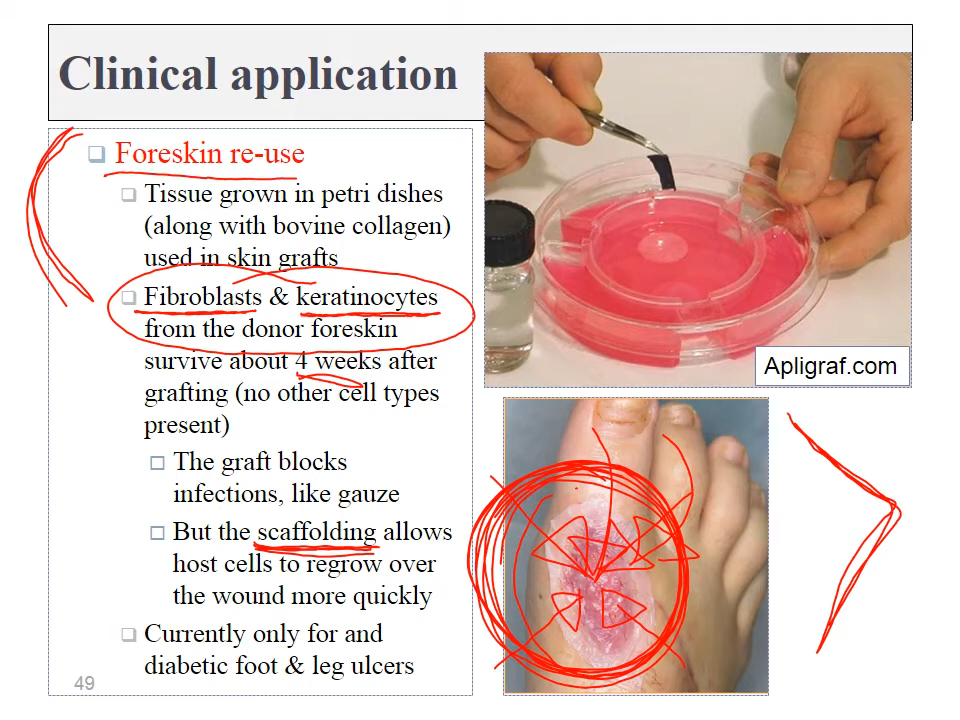 Clinical application
Foreskin re-use
Tissue grown in petri dishes
(along with bovine collagen)
used in skin grafts
Fibroblasts & keratinocytes
from the donor foreskin
survive about 4 weeks after
grafting (no other cell types
present)
The graft blocks
infections, like gauze
But the scaffolding allows
host cells to regrow over
the wound more quickly
Currently only for and
diabetic foot & leg ulcers
49
Apligraf.com